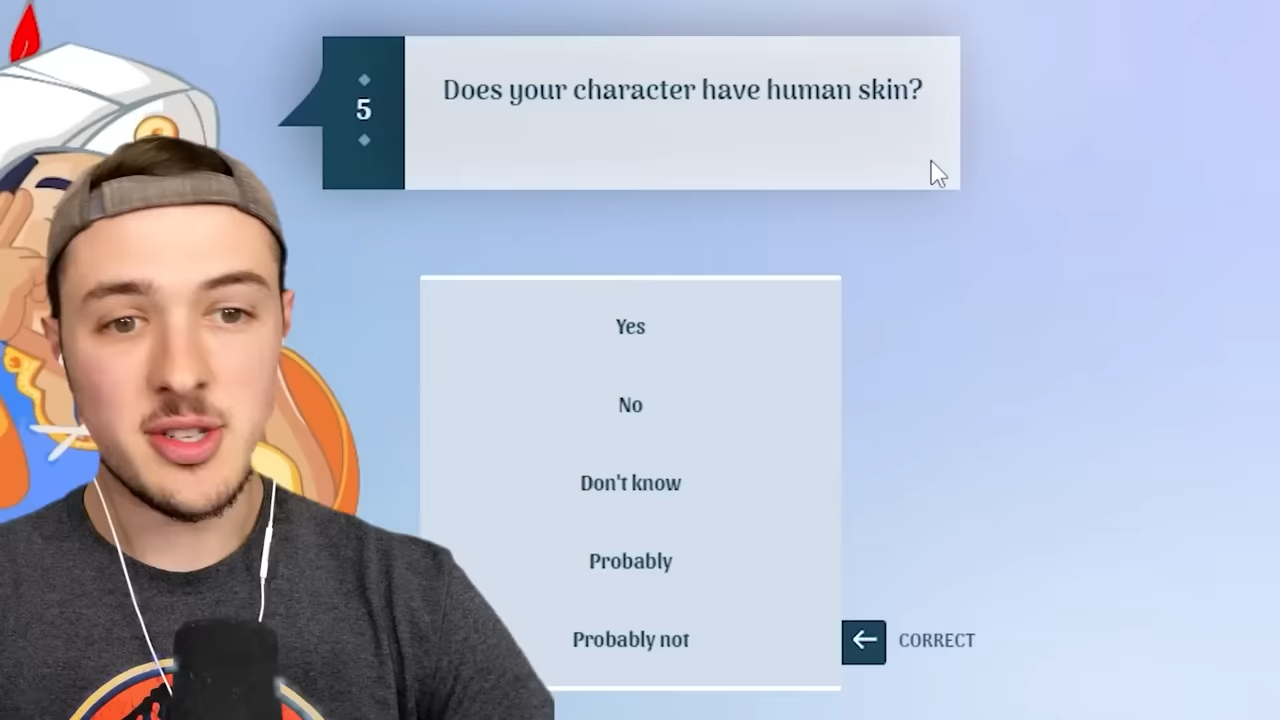 5
Does your character have human skin?
Yes
No
Don't know
Probably
Probably not
CORRECT